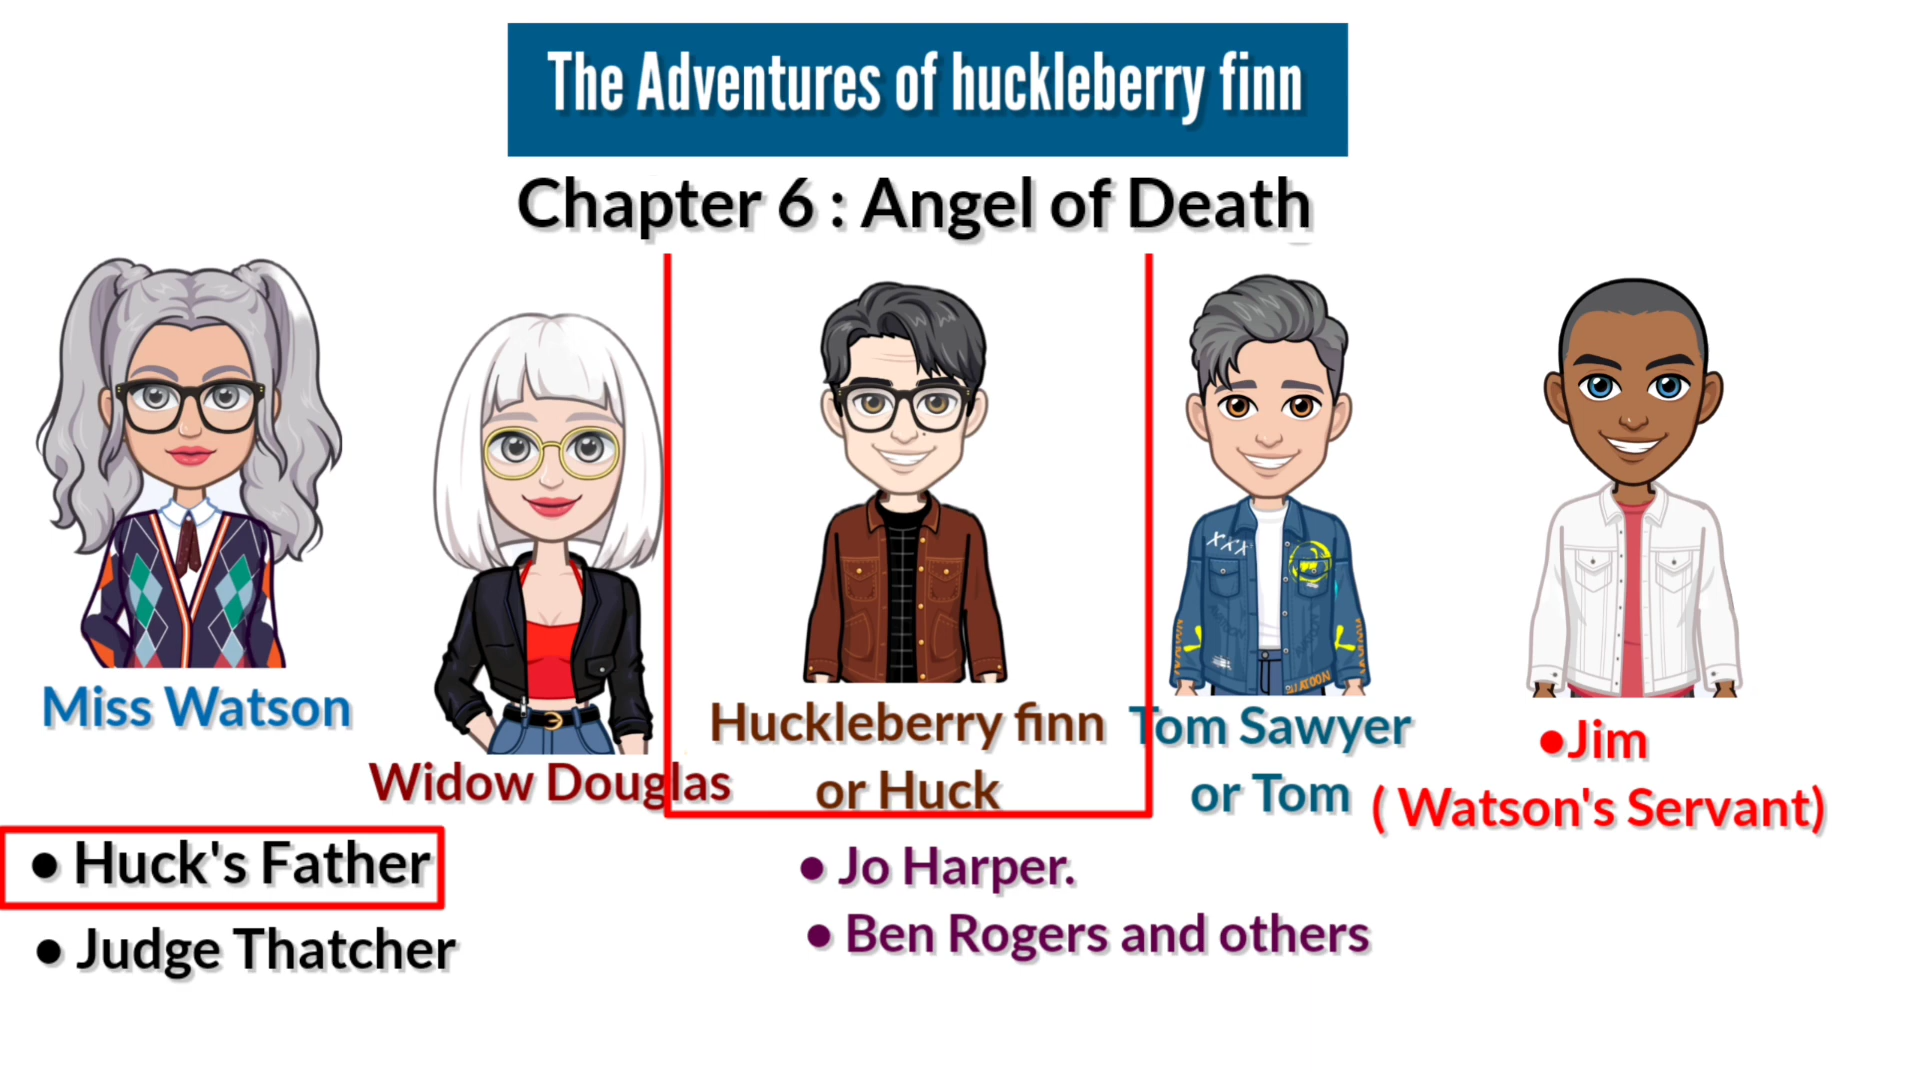 The Adventures of huckleberry finn
Chapter 6 : Angel of Death
XXX
Miss Watson
Widow Douglas
Huckleberry finn
or Huck
Tom Sawyer
or Tom
•Jim
( Watson's Servant)
• Huck's Father
• Judge Thatcher
• Jo Harper.
• Ben Rogers and others